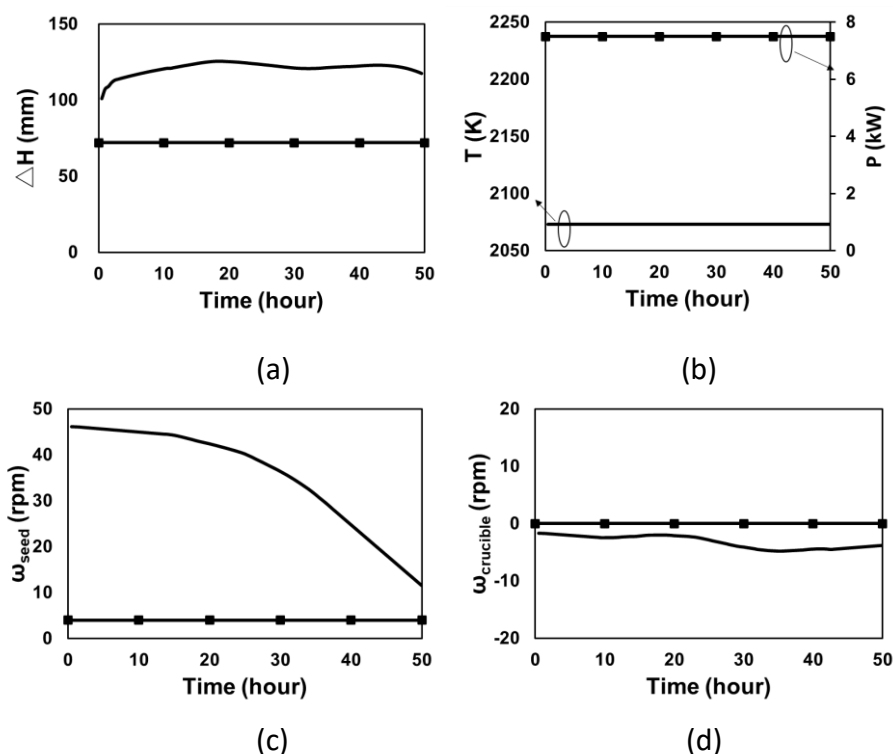 150
100
50
0
△H (mm)
0 10 20 30 40 50
Time (hour)
(a)
2250
2200
2150
2100
2050
T (K)
8
6
4
2
0
P (kW)
0 10 20 30 40 50
Time (hour)
(b)
50
40
30
20
10
0
ωseed (rpm)
0 10 20 30 40 50
Time (hour)
(c)
20
10
0
-10
-20
ωcrucible (rpm)
0 10 20 30 40 50
Time (hour)
(d)